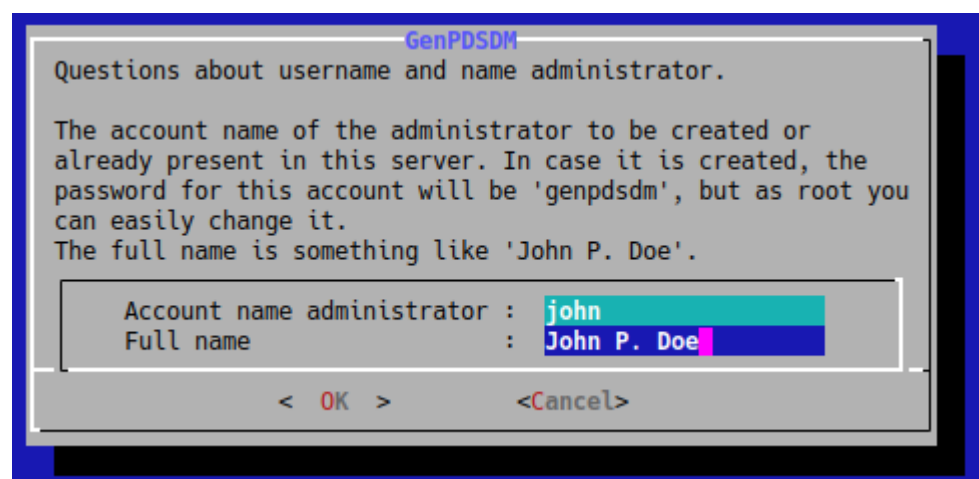 GenPDSDM
Questions about username and name administrator.
The account name of the administrator to be created or
already present in this server. In case it is created, the
password for this account will be 'genpdsdm', but as root you
can easily change it.
The full name is something like 'John P. Doe'.
Account name administrator : john
Full name : John P. Doe
< OK > <Cancel>